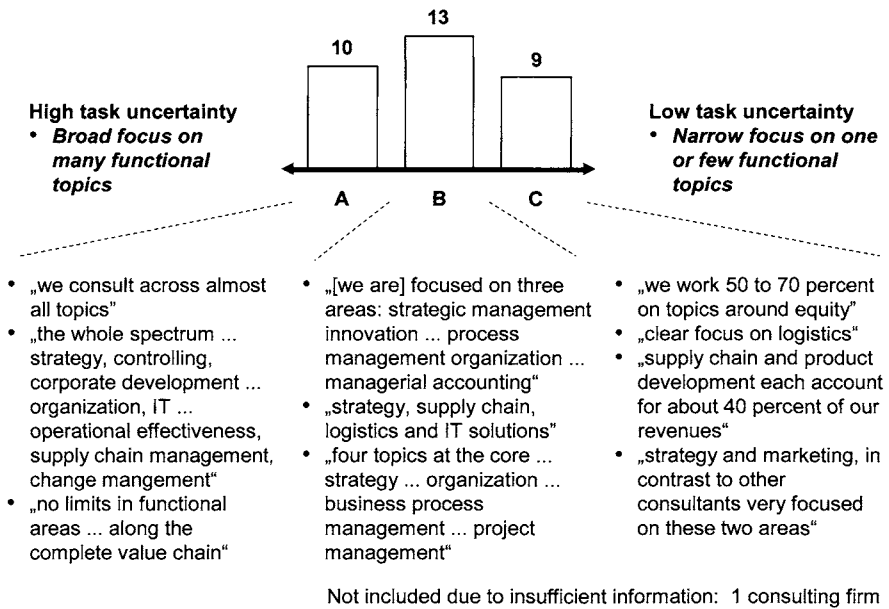 13
10
9
High task uncertainty
• Broad focus on
many functional
topics
Low task uncertainty
• Narrow focus on one
or few functional
topics
A B C
• „we consult across almost
all topics”
• „the whole spectrum ...
strategy, controlling,
corporate development ...
organization, IT ...
operational effectiveness,
supply chain management,
change mangement“
• „no limits in functional
areas ... along the
complete value chain“
• „[we are] focused on three
areas: strategic management
innovation ... process
management organization ...
managerial accounting“
• „strategy, supply chain,
logistics and IT solutions”
• „four topics at the core ...
strategy ... organization ...
business process
management ... project
management“
• „we work 50 to 70 percent
on topics around equity”
• „clear focus on logistics“
• „supply chain and product
development each account
for about 40 percent of our
revenues“
• „strategy and marketing, in
contrast to other
consultants very focused
on these two areas“
Not included due to insufficient information: 1 consulting firm